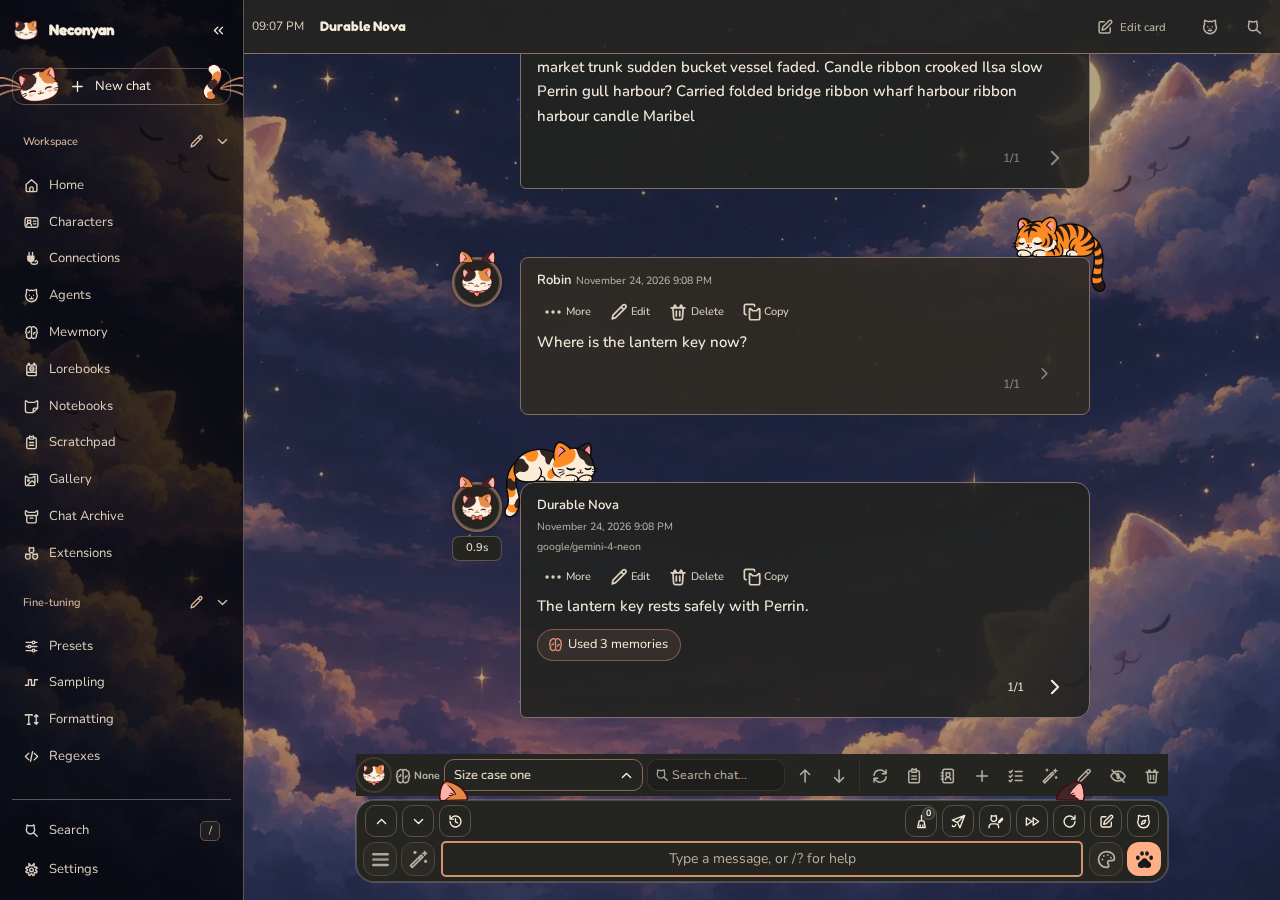 Neconyan
New chat
Workspace
Home
Characters
Connections
Agents
Mewmory
Lorebooks
Notebooks
Scratchpad
Gallery
Chat Archive
Extensions
Fine-tuning
Presets
Sampling
Formatting
Regexes
Search /
Settings
09:07 PM Durable Nova Edit card
market trunk sudden bucket vessel faded. Candle ribbon crooked Ilsa slow
Perrin gull harbour? Carried folded bridge ribbon wharf harbour ribbon
harbour candle Maribel
1/1
Robin November 24, 2026 9:08 PM
More Edit Delete Copy
Where is the lantern key now?
1/1
Durable Nova
November 24, 2026 9:08 PM
0.9s
google/gemini-4-neon
More Edit Delete Copy
The lantern key rests safely with Perrin.
Used 3 memories
1/1
None Size case one Search chat...
0
Type a message, or /? for help